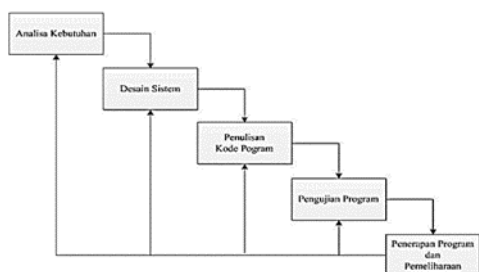 Analisa Kebutuhan
Desain Sistem
Penulisan
Kode Pogram
Pengujian Program
Penerapan Program
dan
Pemeliharaan